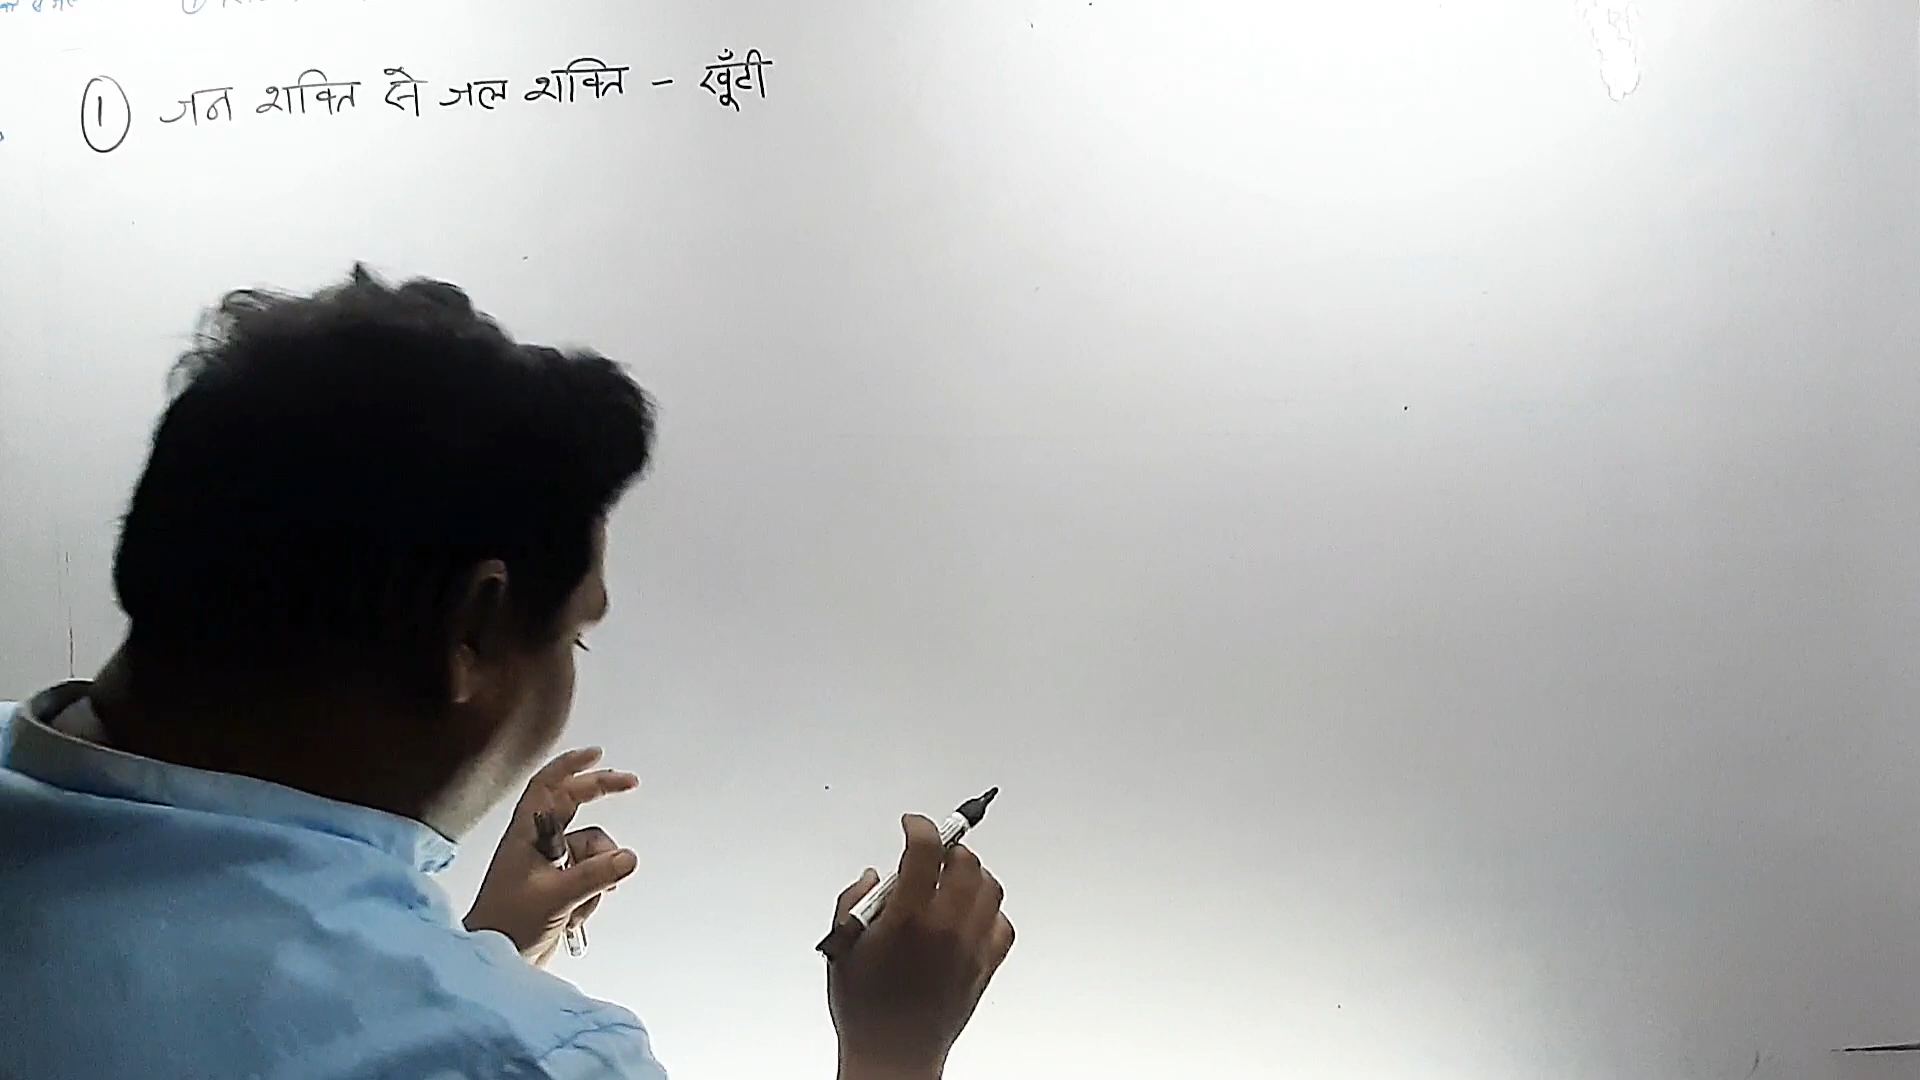 ① जन शक्ति से जल शक्ति - खूँटी